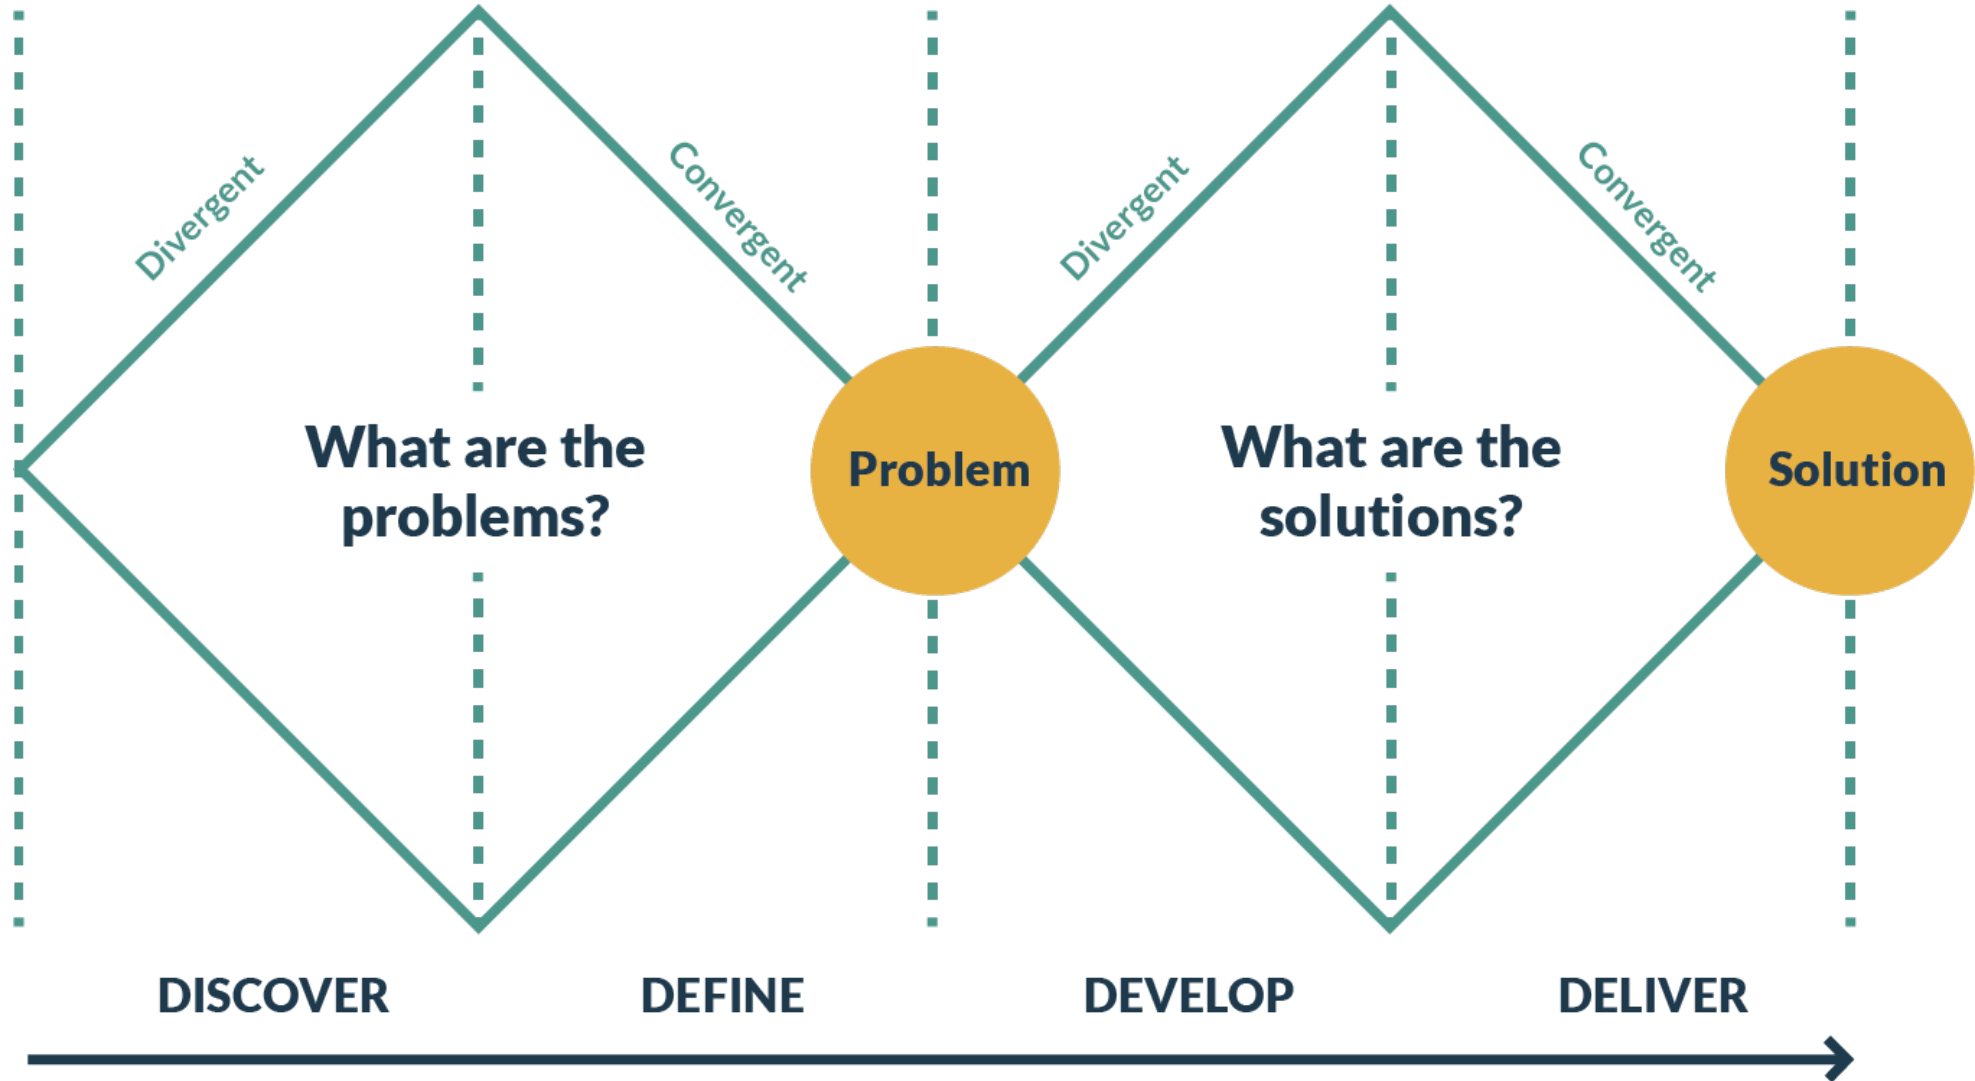 Divergent
Convergent
Divergent
Convergent
What are the
problems?
Problem
What are the
solutions?
Solution
DISCOVER
DEFINE
DEVELOP
DELIVER